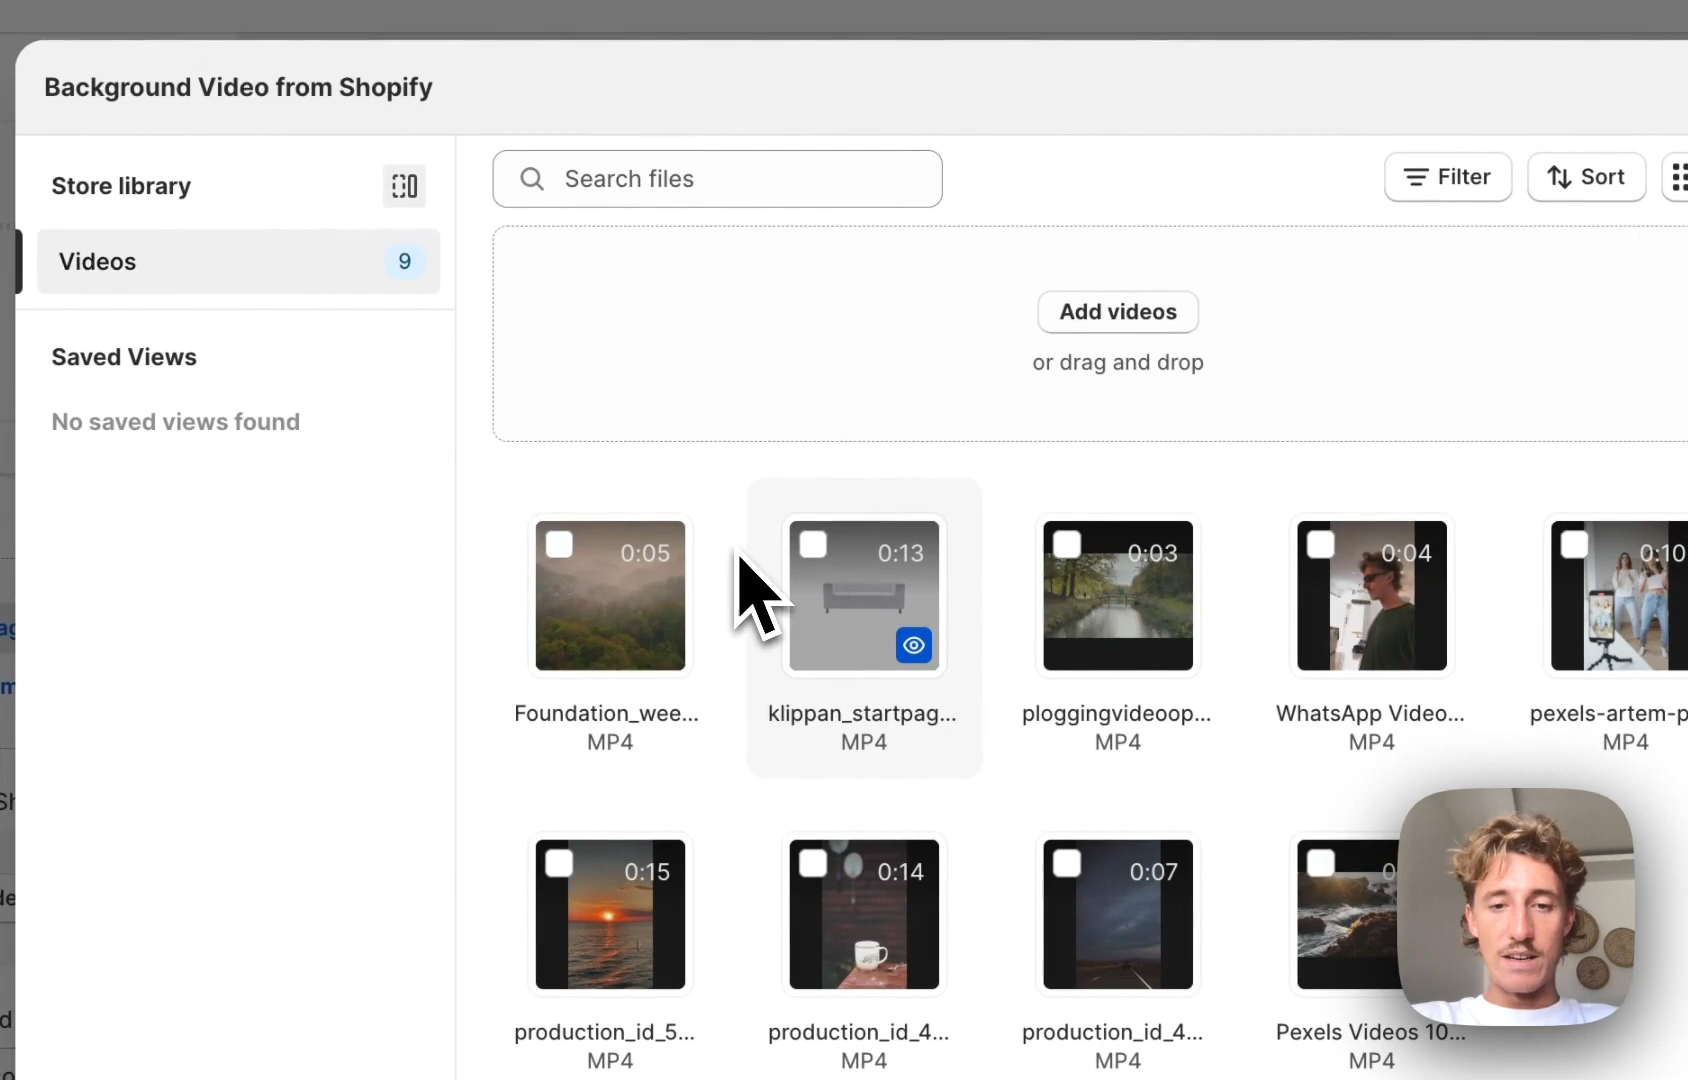 Background Video from Shopify
Store library
Videos 9
Saved Views
No saved views found
Search files
Filter
Sort
Add videos
or drag and drop
0:05
0:13
0:03
0:04
0:10
Foundation_wee...
klippan_startpag...
ploggingvideoop...
WhatsApp Video...
pexels-artem-p
MP4
MP4
MP4
MP4
MP4
0:15
0:14
0:07
production_id_5...
production_id_4...
production_id_4...
Pexels Videos 10...
MP4
MP4
MP4
MP4